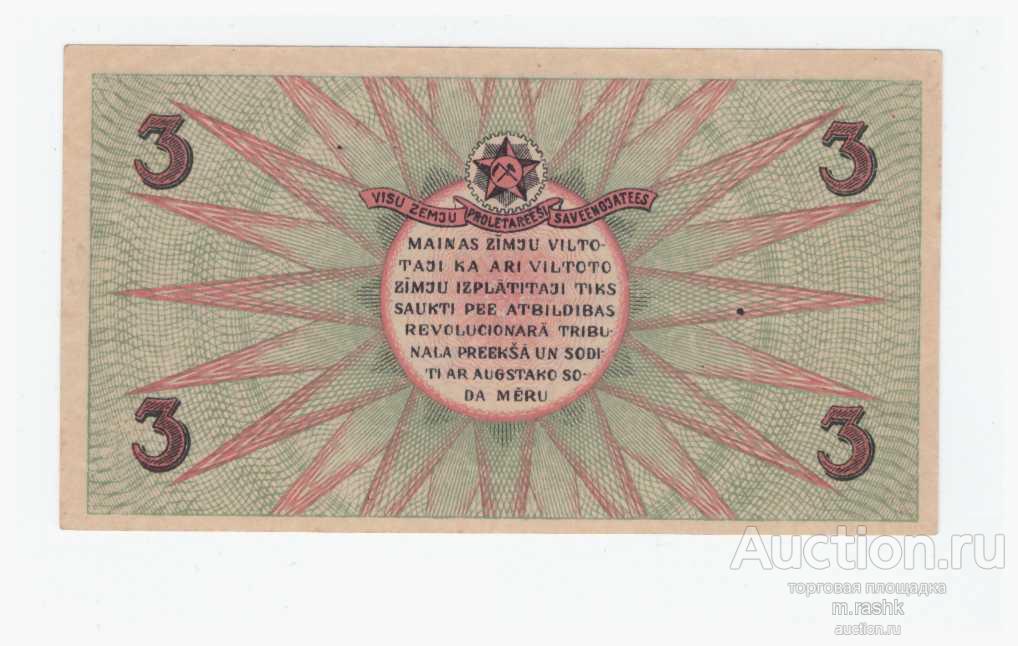 3
3
VISU ZEMJU PROLETAREEŠI SAVEENOJATEES
MAIŅAS ZĪMJU VILTO-
TAJI KA ARI VILTOTO
ZĪMJU IZPLĀTITAJI TIKS
SAUKTI PEE ATBILDIBAS
REVOLUCIONARĀ TRIBU-
NALA PREEKŠĀ UN SODI-
TI AR AUGSTAKO SO-
DA MĒRU
3
3
Auction.ru
торговая площадка
m.rashk
auction.ru